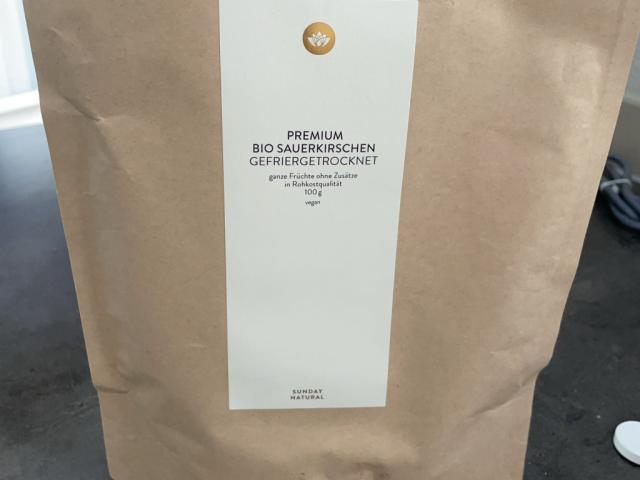 PREMIUM
BIO SAUERKIRSCHEN
GEFRIERGETROCKNET
ganze Früchte ohne Zusätze
in Rohkostqualität
100 g
vegan
SUNDAY
NATURAL